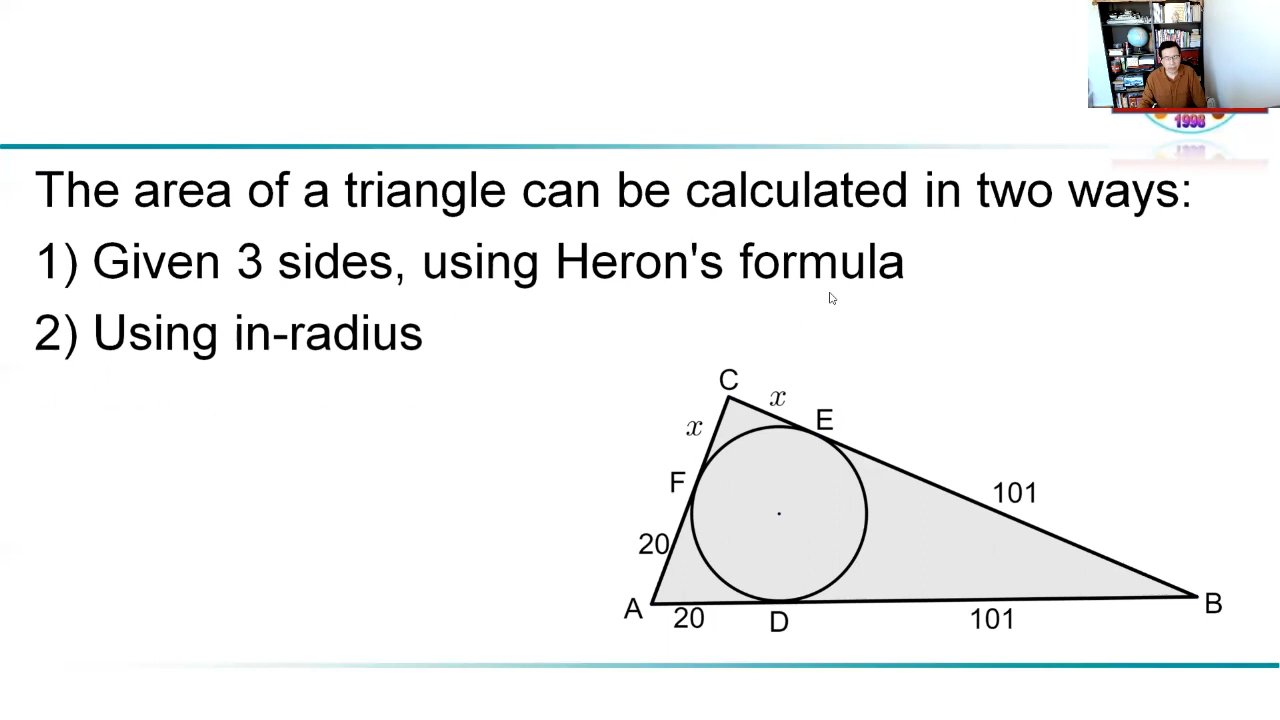 1998
The area of a triangle can be calculated in two ways:
1) Given 3 sides, using Heron's formula
2) Using in-radius
C
x
E
x
F
101
20
A
20
D
101
B